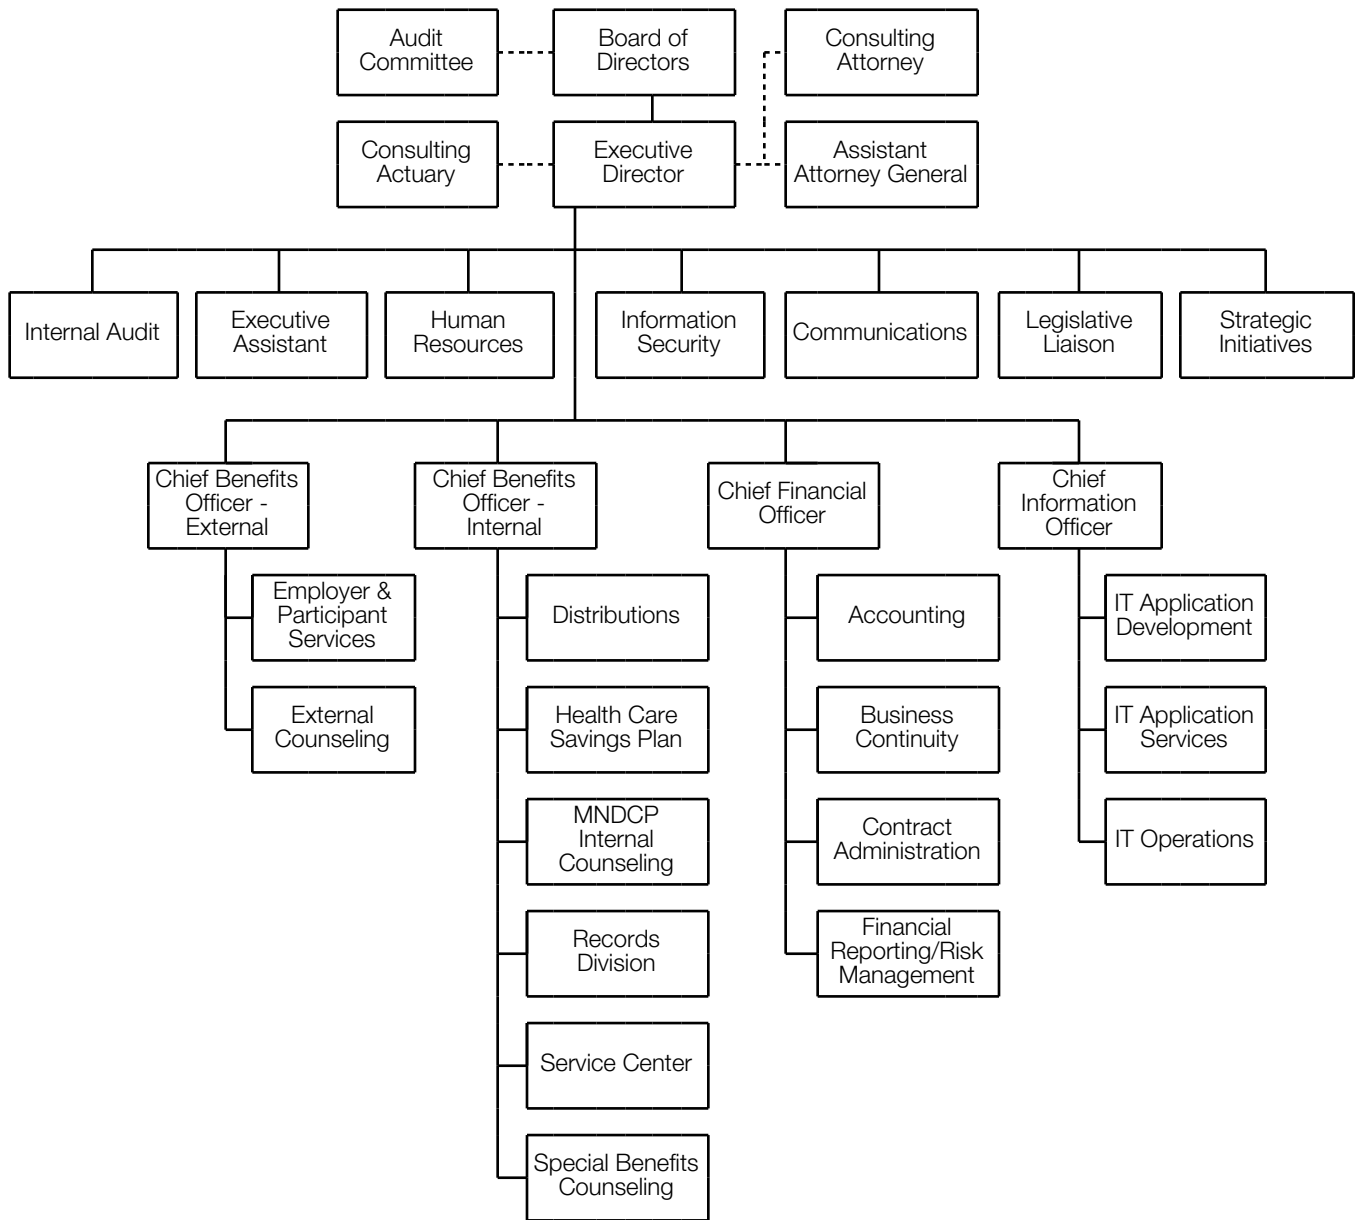 Audit
Committee
Board of
Directors
Consulting
Attorney
Consulting
Actuary
Executive
Director
Assistant
Attorney General
Internal Audit
Executive
Assistant
Human
Resources
Information
Security
Communications
Legislative
Liaison
Strategic
Initiatives
Chief Benefits
Officer -
External
Chief Benefits
Officer -
Internal
Chief Financial
Officer
Chief
Information
Officer
Employer &
Participant
Services
External
Counseling
Distributions
Health Care
Savings Plan
MNDCP
Internal
Counseling
Records
Division
Service Center
Special Benefits
Counseling
Accounting
Business
Continuity
Contract
Administration
Financial
Reporting/Risk
Management
IT Application
Development
IT Application
Services
IT Operations